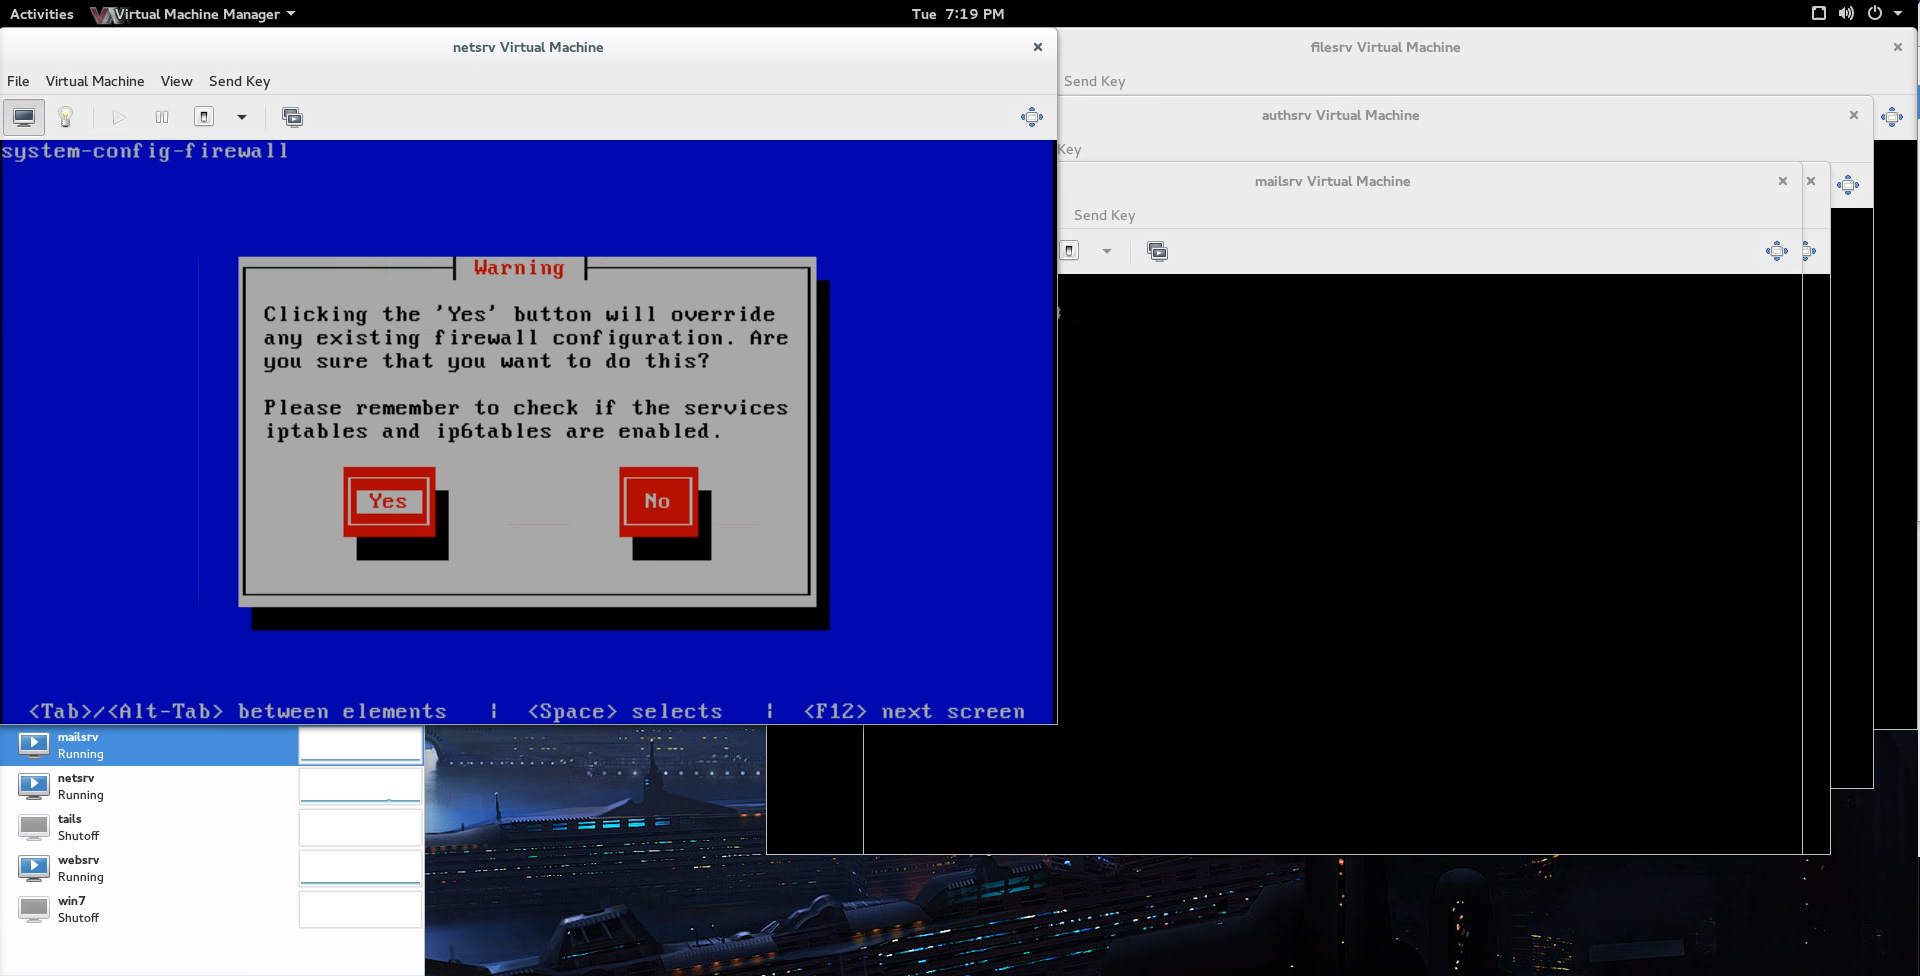 Activities Virtual Machine Manager Tue 7:19 PM
netsrv Virtual Machine
File Virtual Machine View Send Key
system-config-firewall
Warning
Clicking the 'Yes' button will override
any existing firewall configuration. Are
you sure that you want to do this?
Please remember to check if the services
iptables and ip6tables are enabled.
Yes No
<Tab>/<Alt-Tab> between elements | <Space> selects | <F12> next screen
filesrv Virtual Machine
Send Key
authsrv Virtual Machine
Key
mailsrv Virtual Machine
Send Key
mailsrv
Running
netsrv
Running
tails
Shutoff
websrv
Running
win7
Shutoff